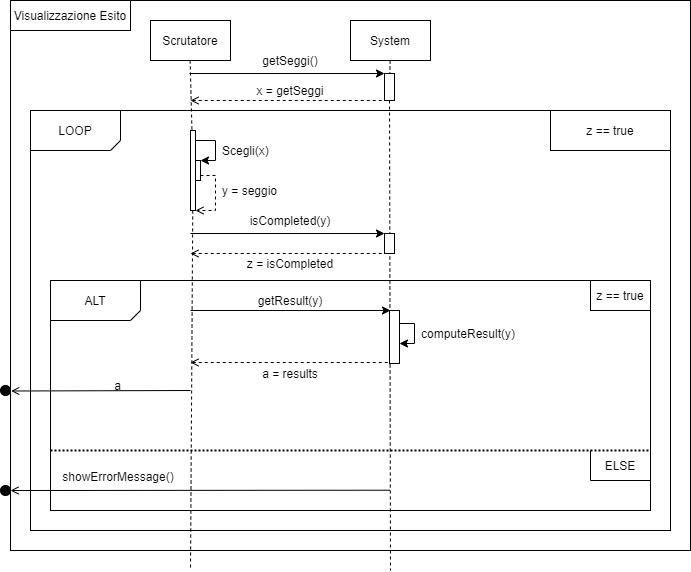 Visualizzazione Esito
Scrutatore
System
getSeggi()
x = getSeggi
LOOP
z == true
Scegli(x)
y = seggio
isCompleted(y)
z = isCompleted
ALT
z == true
getResult(y)
computeResult(y)
a = results
a
ELSE
showErrorMessage()